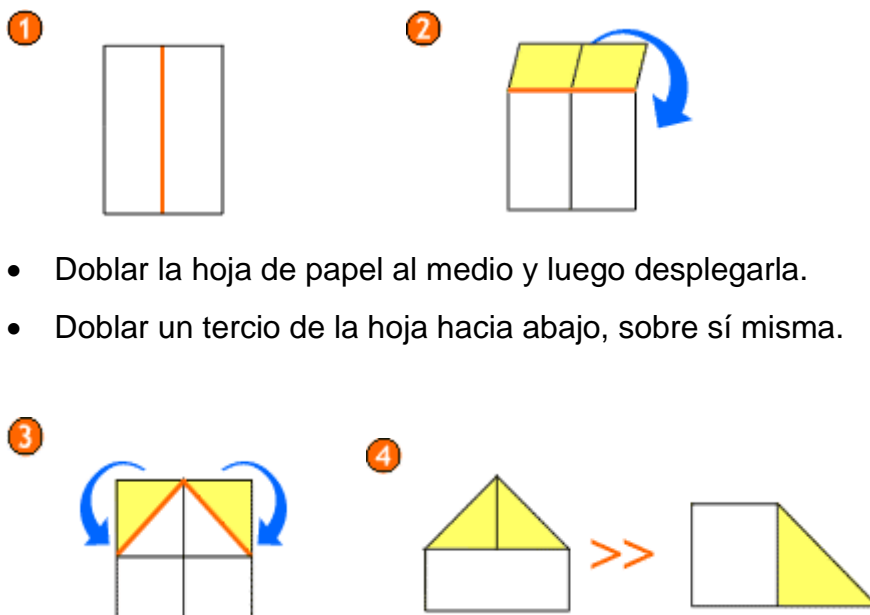 1
2
• Doblar la hoja de papel al medio y luego desplegarla.
• Doblar un tercio de la hoja hacia abajo, sobre sí misma.
3
4
>>